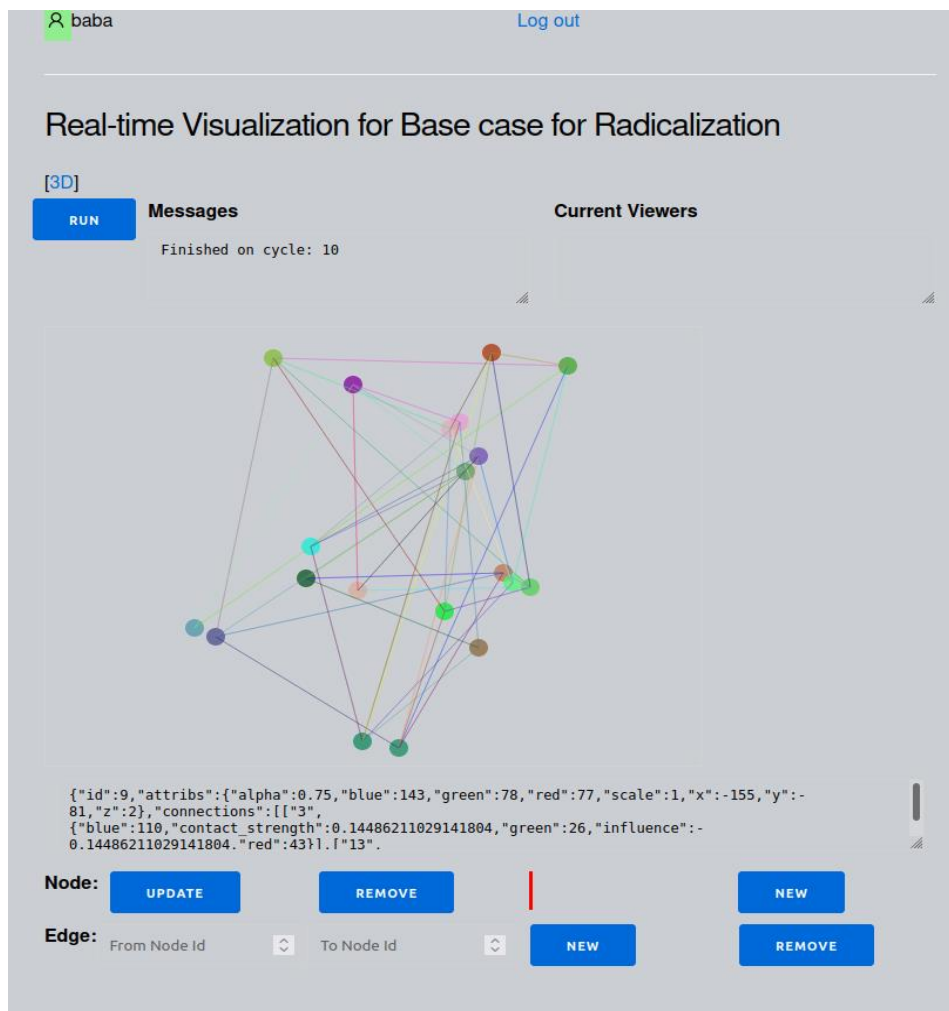 baba
Log out
Real-time Visualization for Base case for Radicalization
[3D]
RUN
Messages
Current Viewers
Finished on cycle: 10
{"id":9,"attribs":{"alpha":0.75,"blue":143,"green":78,"red":77,"scale":1,"x":-155,"y":-
81,"z":2},"connections":[["3",
{"blue":110,"contact_strength":0.14486211029141804,"green":26,"influence":-
0.14486211029141804,"red":43}],["13",
Node:
UPDATE
REMOVE
NEW
Edge:
From Node Id
To Node Id
NEW
REMOVE